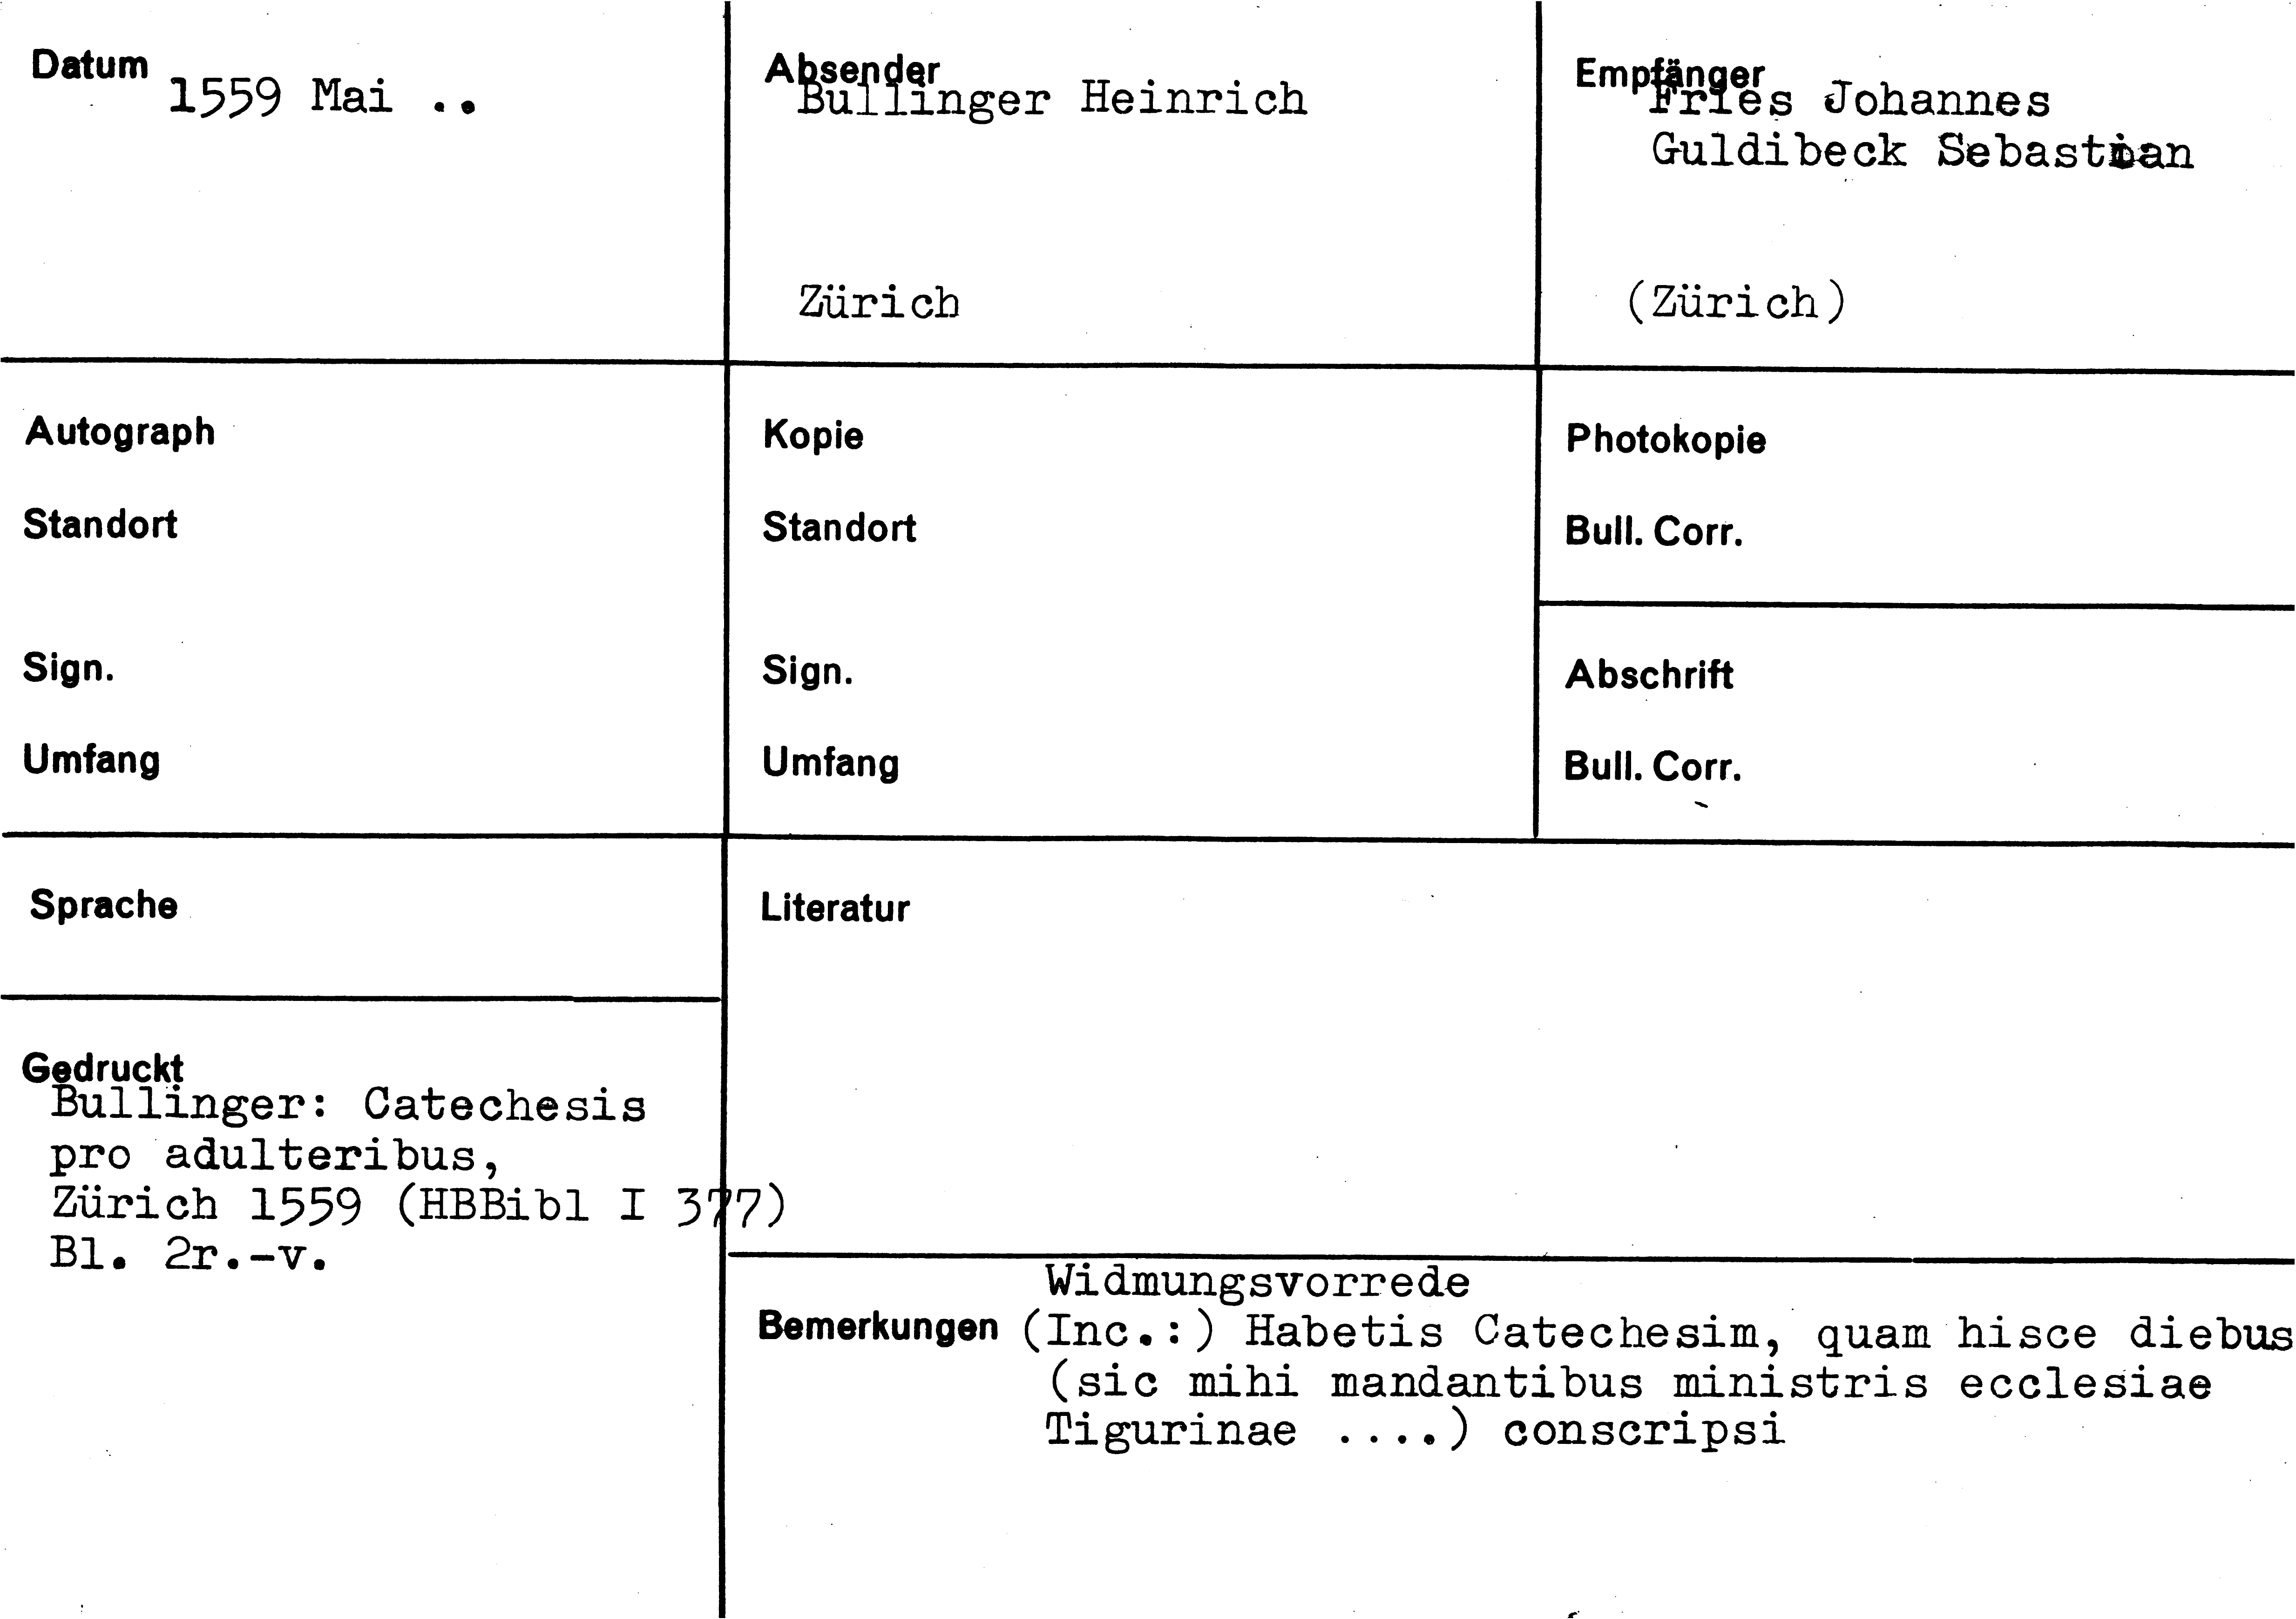 Datum
1559 Mai ..
Absender
Bullinger Heinrich
Zürich
Empfänger
Fries Johannes
Guldibeck Sebastian
(Zürich)
Autograph
Standort
Sign.
Umfang
Kopie
Standort
Sign.
Umfang
Photokopie
Bull. Corr.
Abschrift
Bull. Corr.
Sprache
Literatur
Gedruckt
Bullinger: Catechesis
pro adulteribus,
Zürich 1559 (HBBibl I 377)
Bl. 2r.-v.
Widmungsvorrede
Bemerkungen (Inc.:) Habetis Catechesim, quam hisce diebus
(sic mihi mandantibus ministris ecclesiae
Tigurinae ....) conscripsi